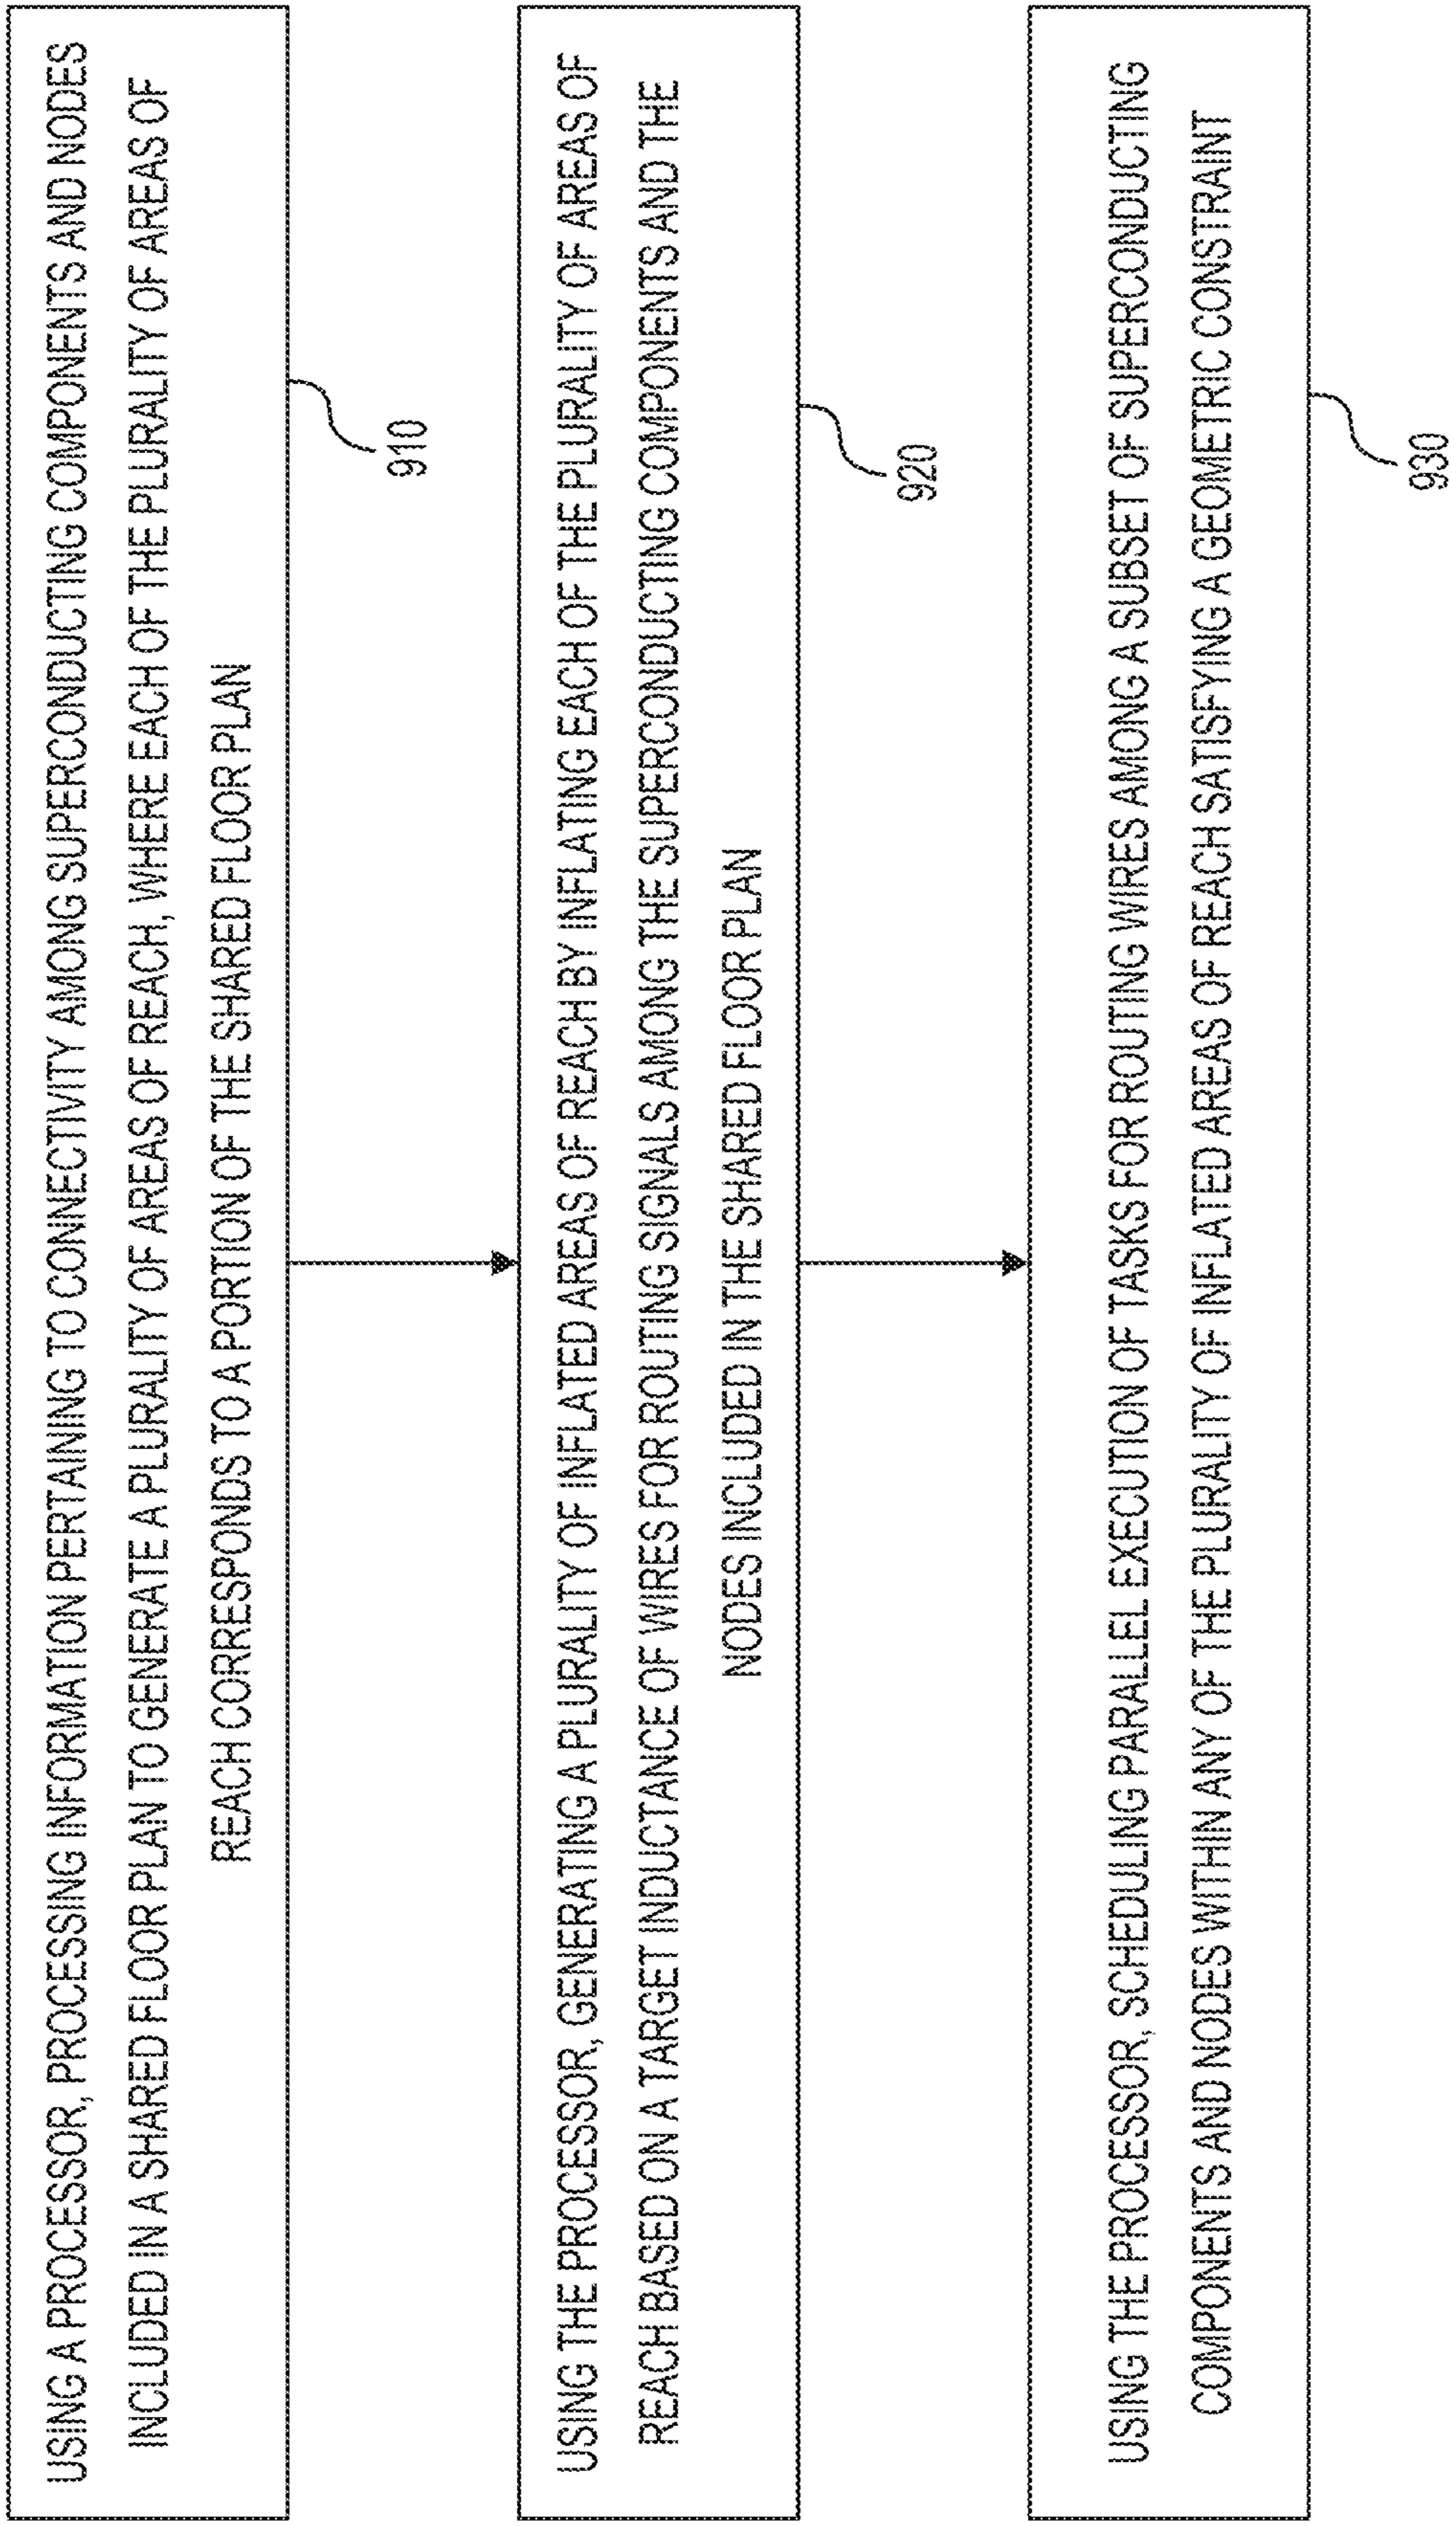 USING A PROCESSOR, PROCESSING INFORMATION PERTAINING TO CONNECTIVITY AMONG SUPERCONDUCTING COMPONENTS AND NODES
INCLUDED IN A SHARED FLOOR PLAN TO GENERATE A PLURALITY OF AREAS OF REACH, WHERE EACH OF THE PLURALITY OF AREAS OF
REACH CORRESPONDS TO A PORTION OF THE SHARED FLOOR PLAN
910
USING THE PROCESSOR, GENERATING A PLURALITY OF INFLATED AREAS OF REACH BY INFLATING EACH OF THE PLURALITY OF AREAS OF
REACH BASED ON A TARGET INDUCTANCE OF WIRES FOR ROUTING SIGNALS AMONG THE SUPERCONDUCTING COMPONENTS AND THE
NODES INCLUDED IN THE SHARED FLOOR PLAN
920
USING THE PROCESSOR, SCHEDULING PARALLEL EXECUTION OF TASKS FOR ROUTING WIRES AMONG A SUBSET OF SUPERCONDUCTING
COMPONENTS AND NODES WITHIN ANY OF THE PLURALITY OF INFLATED AREAS OF REACH SATISFYING A GEOMETRIC CONSTRAINT
930